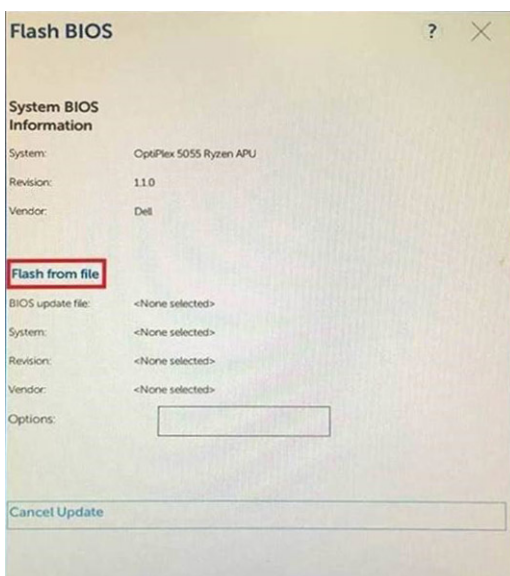 Flash BIOS ?
System BIOS
Information
System: OptiPlex 5055 Ryzen APU
Revision: 1.1.0
Vendor: Dell
Flash from file
BIOS update file: <None selected>
System: <None selected>
Revision: <None selected>
Vendor: <None selected>
Options:
Cancel Update